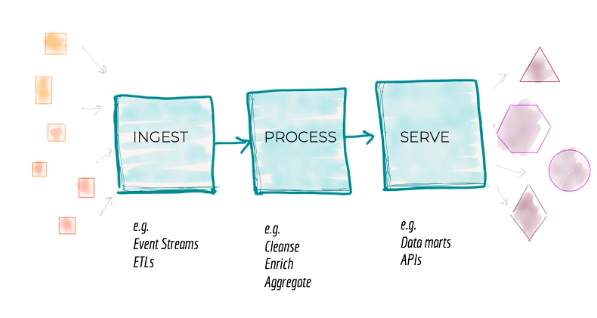 INGEST
PROCESS
SERVE
e.g.
Event Streams
ETLs
e.g.
Cleanse
Enrich
Aggregate
e.g.
Data marts
APIs